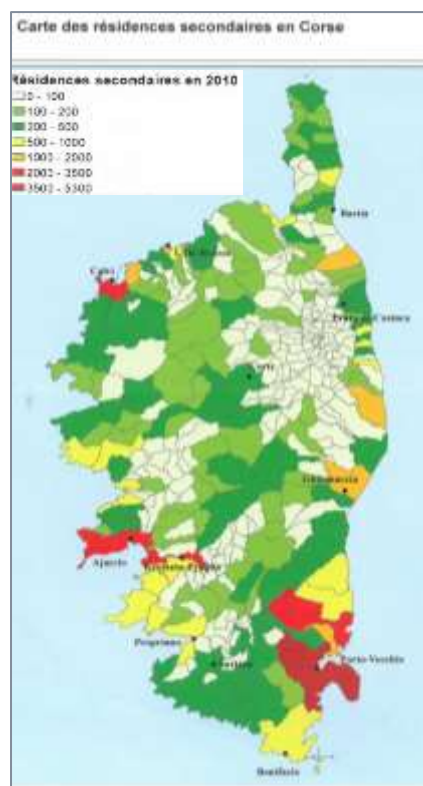 Carte des résidences secondaires en Corse
Résidences secondaires en 2010
0 - 100
100 - 200
200 - 500
500 - 1000
1000 - 2000
2000 - 3500
3500 - 5300
Bastia
Calvi
Corte
Ghisonaccia
Ajaccio
Propriano
Porto-Vecchio
Bonifacio